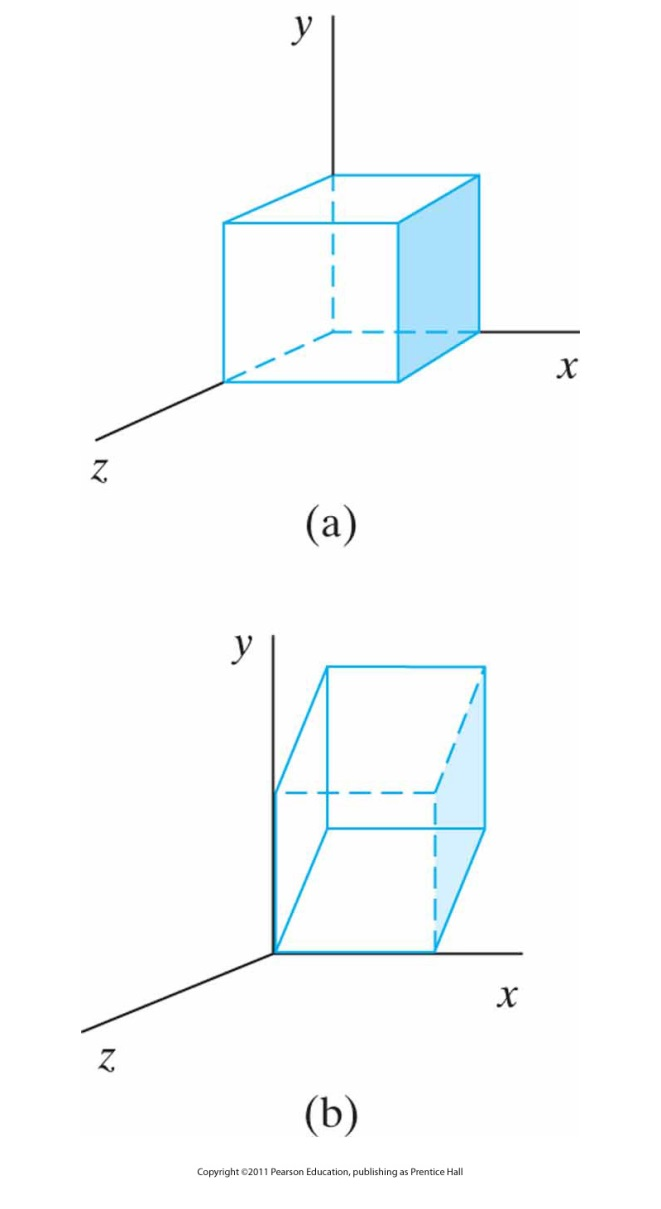 y
x
z
(a)
y
x
z
(b)
Copyright ©2011 Pearson Education, publishing as Prentice Hall